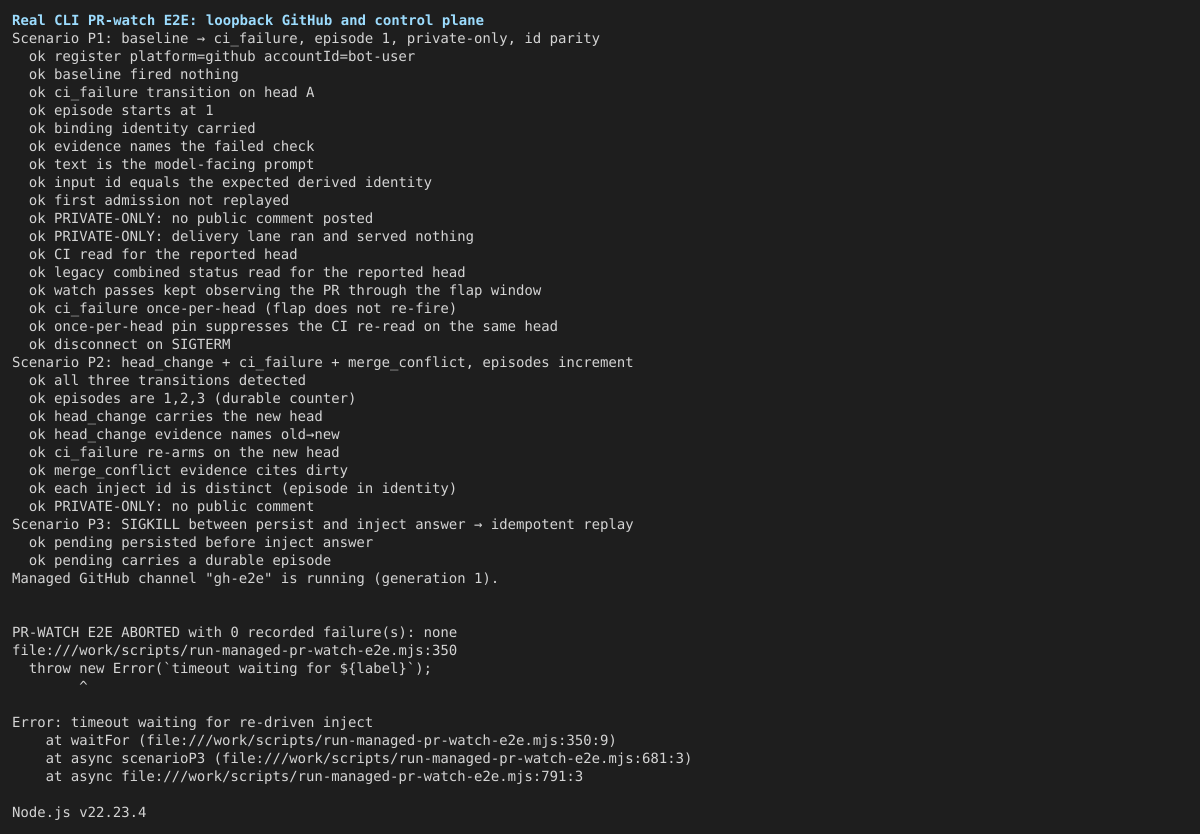 Real CLI PR-watch E2E: loopback GitHub and control plane
Scenario P1: baseline → ci_failure, episode 1, private-only, id parity
  ok register platform=github accountId=bot-user
  ok baseline fired nothing
  ok ci_failure transition on head A
  ok episode starts at 1
  ok binding identity carried
  ok evidence names the failed check
  ok text is the model-facing prompt
  ok input id equals the expected derived identity
  ok first admission not replayed
  ok PRIVATE-ONLY: no public comment posted
  ok PRIVATE-ONLY: delivery lane ran and served nothing
  ok CI read for the reported head
  ok legacy combined status read for the reported head
  ok watch passes kept observing the PR through the flap window
  ok ci_failure once-per-head (flap does not re-fire)
  ok once-per-head pin suppresses the CI re-read on the same head
  ok disconnect on SIGTERM
Scenario P2: head_change + ci_failure + merge_conflict, episodes increment
  ok all three transitions detected
  ok episodes are 1,2,3 (durable counter)
  ok head_change carries the new head
  ok head_change evidence names old→new
  ok ci_failure re-arms on the new head
  ok merge_conflict evidence cites dirty
  ok each inject id is distinct (episode in identity)
  ok PRIVATE-ONLY: no public comment
Scenario P3: SIGKILL between persist and inject answer → idempotent replay
  ok pending persisted before inject answer
  ok pending carries a durable episode
Managed GitHub channel "gh-e2e" is running (generation 1).
PR-WATCH E2E ABORTED with 0 recorded failure(s): none
file:///work/scripts/run-managed-pr-watch-e2e.mjs:350
  throw new Error(`timeout waiting for ${label}`);
        ^
Error: timeout waiting for re-driven inject
    at waitFor (file:///work/scripts/run-managed-pr-watch-e2e.mjs:350:9)
    at async scenarioP3 (file:///work/scripts/run-managed-pr-watch-e2e.mjs:681:3)
    at async file:///work/scripts/run-managed-pr-watch-e2e.mjs:791:3
Node.js v22.23.4